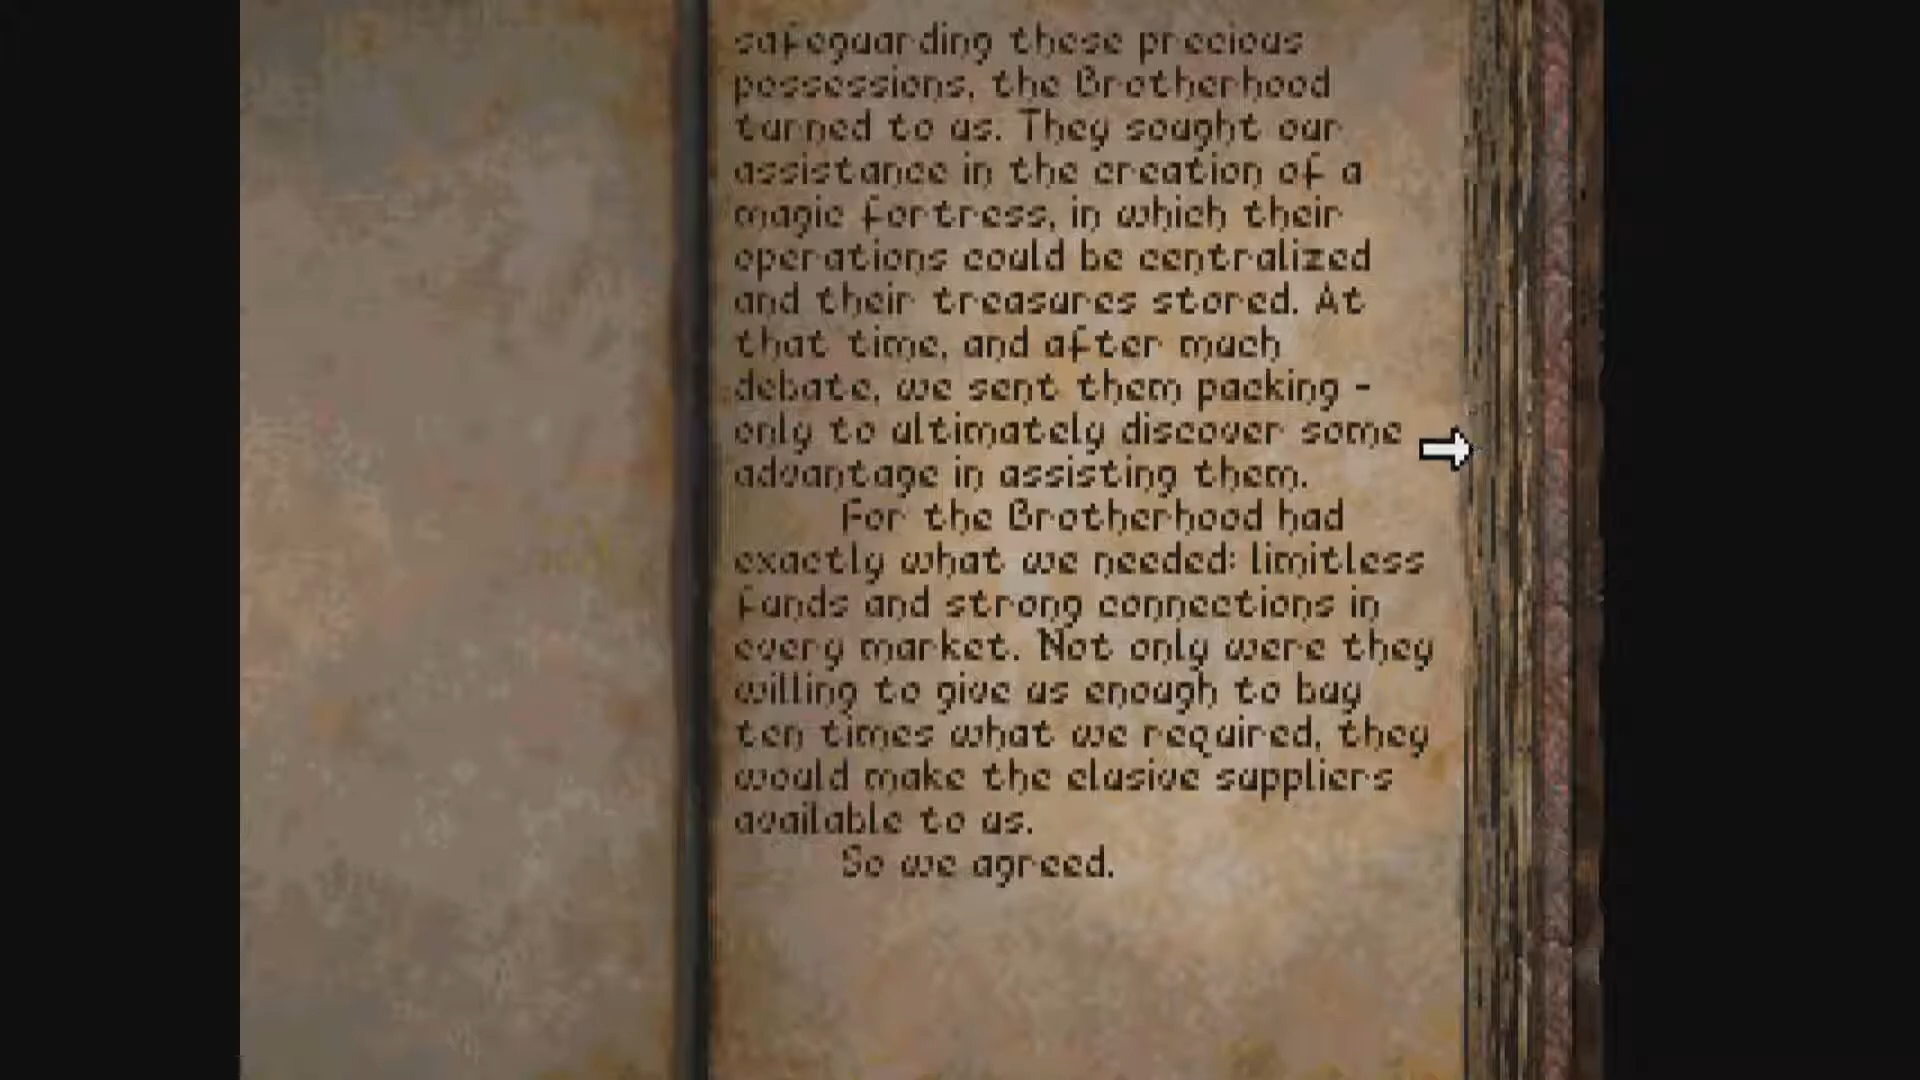 safeguarding these precious
possessions, the Brotherhood
turned to us. They sought our
assistance in the creation of a
magic fortress, in which their
operations could be centralized
and their treasures stored. At
that time, and after much
debate, we sent them packing -
only to ultimately discover some
advantage in assisting them.
For the Brotherhood had
exactly what we needed: limitless
funds and strong connections in
every market. Not only were they
willing to give us enough to buy
ten times what we required, they
would make the elusive suppliers
available to us.
So we agreed.